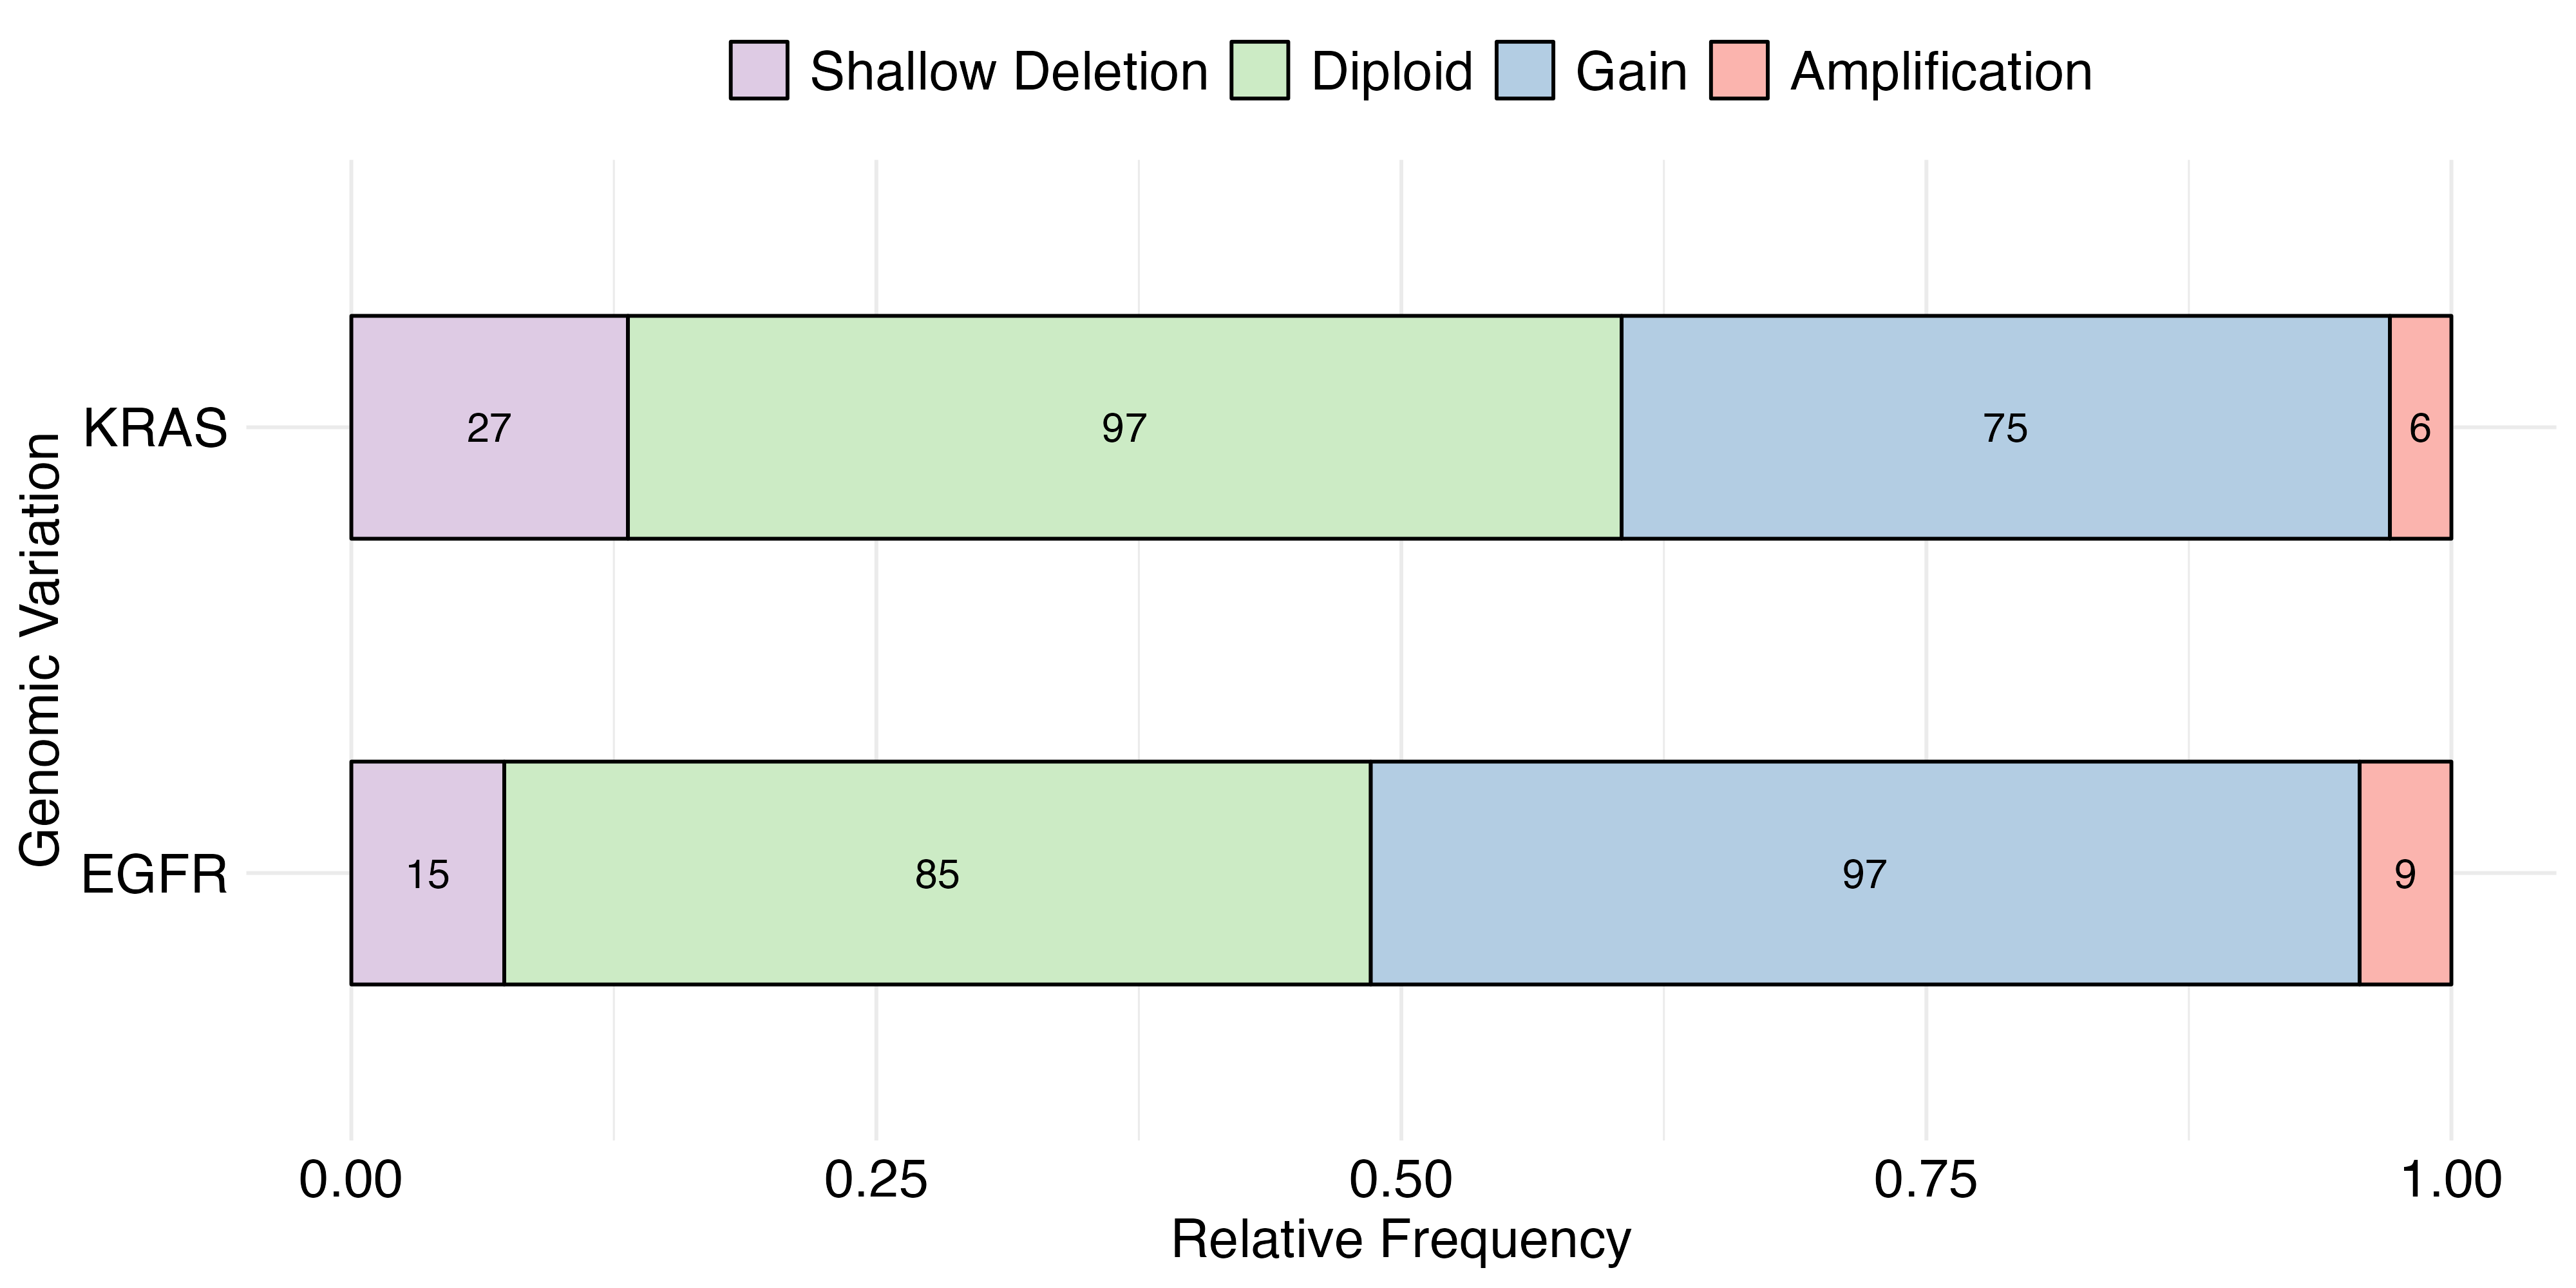 Shallow Deletion Diploid Gain Amplification
Genomic Variation
KRAS 27 97 75 6
EGFR 15 85 97 9
0.00 0.25 0.50 0.75 1.00
Relative Frequency